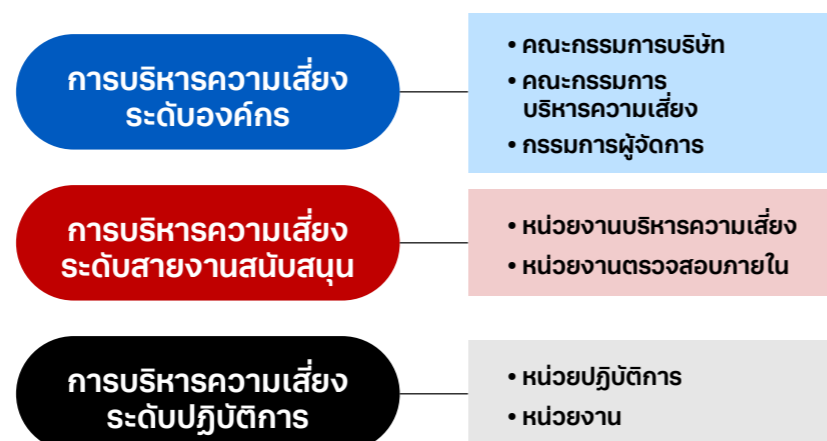 การบริหารความเสี่ยง
ระดับองค์กร
• คณะกรรมการบริษัท
• คณะกรรมการ
บริหารความเสี่ยง
• กรรมการผู้จัดการ
การบริหารความเสี่ยง
ระดับสายงานสนับสนุน
• หน่วยงานบริหารความเสี่ยง
• หน่วยงานตรวจสอบภายใน
การบริหารความเสี่ยง
ระดับปฏิบัติการ
• หน่วยปฏิบัติการ
• หน่วยงาน